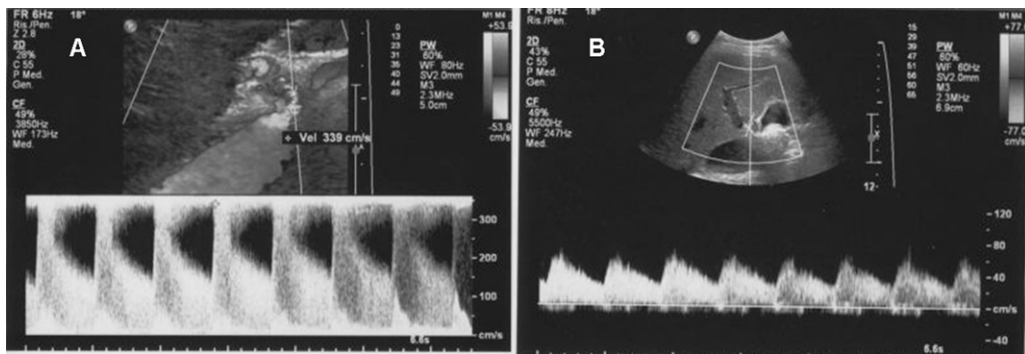 FR 6Hz
18°
Ris./Pen.
Z 2.8
2D
28%
C 55
P Med.
Gen.
CF
49%
3850Hz
WF 173Hz
Med.
A
0
13
23
31
35
40
44
49
PW
60%
WF 80Hz
SV2.0mm
M3
2.3MHz
5.0cm
M1 M4
+53.9
-53.9
cm/s
Vel 339 cm/s
300
200
100
cm/s
6.6s
FR 8Hz
18°
Ris./Pen.
2D
43%
C 55
P Med.
Gen.
CF
49%
5500Hz
WF 247Hz
Med.
B
15
29
39
47
51
56
60
65
PW
60%
WF 60Hz
SV2.0mm
M3
2.3MHz
6.9cm
M1 M4
+77.0
-77.0
cm/s
x
12
120
80
40
cm/s
-40
6.6s